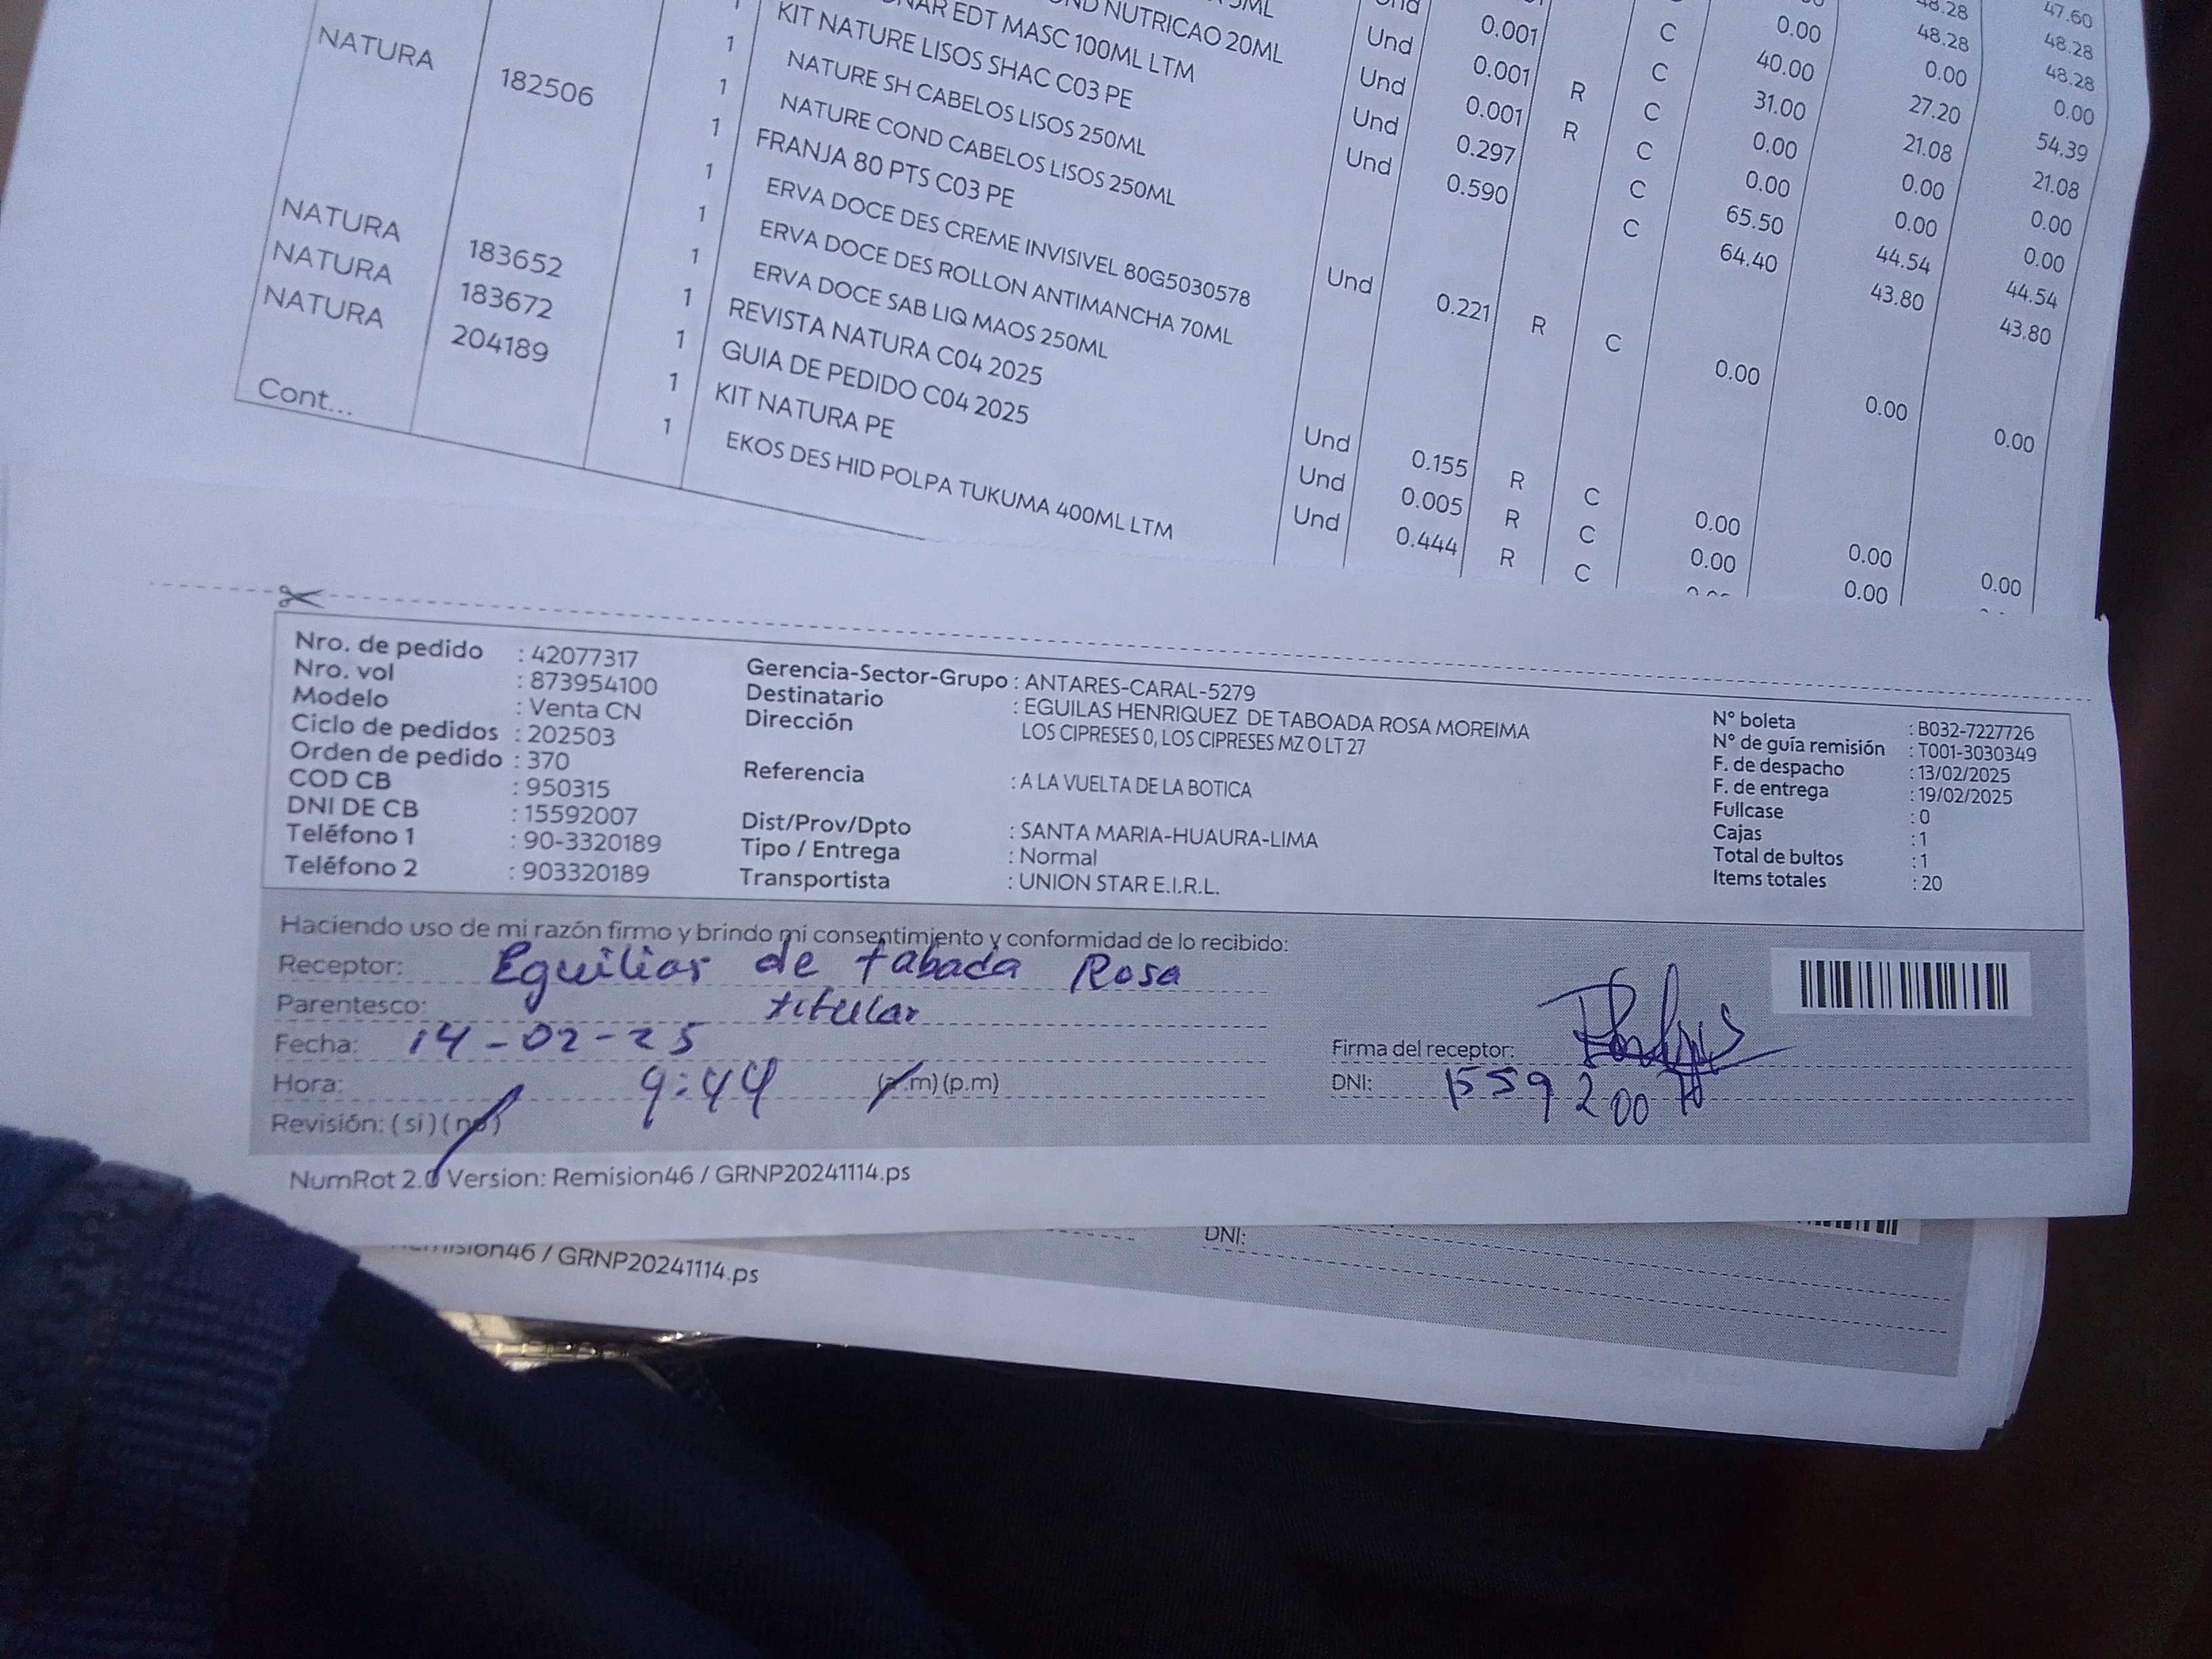 ND NUTRICAO 20ML
NAR EDT MASC 100ML LTM
1 KIT NATURE LISOS SHAC C03 PE
1 NATURE SH CABELOS LISOS 250ML
1 NATURE COND CABELOS LISOS 250ML
1 FRANJA 80 PTS C03 PE
1 ERVA DOCE DES CREME INVISIVEL 80G5030578
1 ERVA DOCE DES ROLLON ANTIMANCHA 70ML
1 ERVA DOCE SAB LIQ MAOS 250ML
1 REVISTA NATURA C04 2025
1 GUIA DE PEDIDO C04 2025
1 KIT NATURA PE
1 EKOS DES HID POLPA TUKUMA 400ML LTM
NATURA 182506
NATURA 183652
NATURA 183672
NATURA 204189
Cont...
Und 0.001 C 0.00 48.28 47.60
Und 0.001 R C 40.00 48.28 48.28
Und 0.001 R C 31.00 0.00 48.28
Und 0.297 C 0.00 27.20 0.00
0.590 C 0.00 21.08 54.39
C 65.50 0.00 21.08
64.40 0.00 0.00
44.54 0.00
43.80 44.54
43.80
Und 0.221 R C 0.00 0.00 0.00
Und 0.155 R C 0.00 0.00 0.00
Und 0.005 R C 0.00 0.00
Und 0.444 R C
Nro. de pedido : 42077317
Nro. vol : 873954100
Modelo : Venta CN
Ciclo de pedidos : 202503
Orden de pedido : 370
COD CB : 950315
DNI DE CB : 15592007
Teléfono 1 : 90-3320189
Teléfono 2 : 903320189
Gerencia-Sector-Grupo : ANTARES-CARAL-5279
Destinatario : EGUILAS HENRIQUEZ DE TABOADA ROSA MOREIMA
Dirección LOS CIPRESES 0, LOS CIPRESES MZ O LT 27
Referencia : A LA VUELTA DE LA BOTICA
Dist/Prov/Dpto : SANTA MARIA-HUAURA-LIMA
Tipo / Entrega : Normal
Transportista : UNION STAR E.I.R.L.
N° boleta : B032-7227726
N° de guía remisión : T001-3030349
F. de despacho : 13/02/2025
F. de entrega : 19/02/2025
Fullcase : 0
Cajas : 1
Total de bultos : 1
Items totales : 20
Haciendo uso de mi razón firmo y brindo mi consentimiento y conformidad de lo recibido:
Receptor: Eguilias de tabada Rosa
Parentesco: titular
Fecha: 14-02-25
Hora: 9:44 (a.m) (p.m)
Revisión: (si) (no)
Firma del receptor:
DNI: 15592007
NumRot 2.0 Version: Remision46 / GRNP20241114.ps
DNI:
46 / GRNP20241114.ps